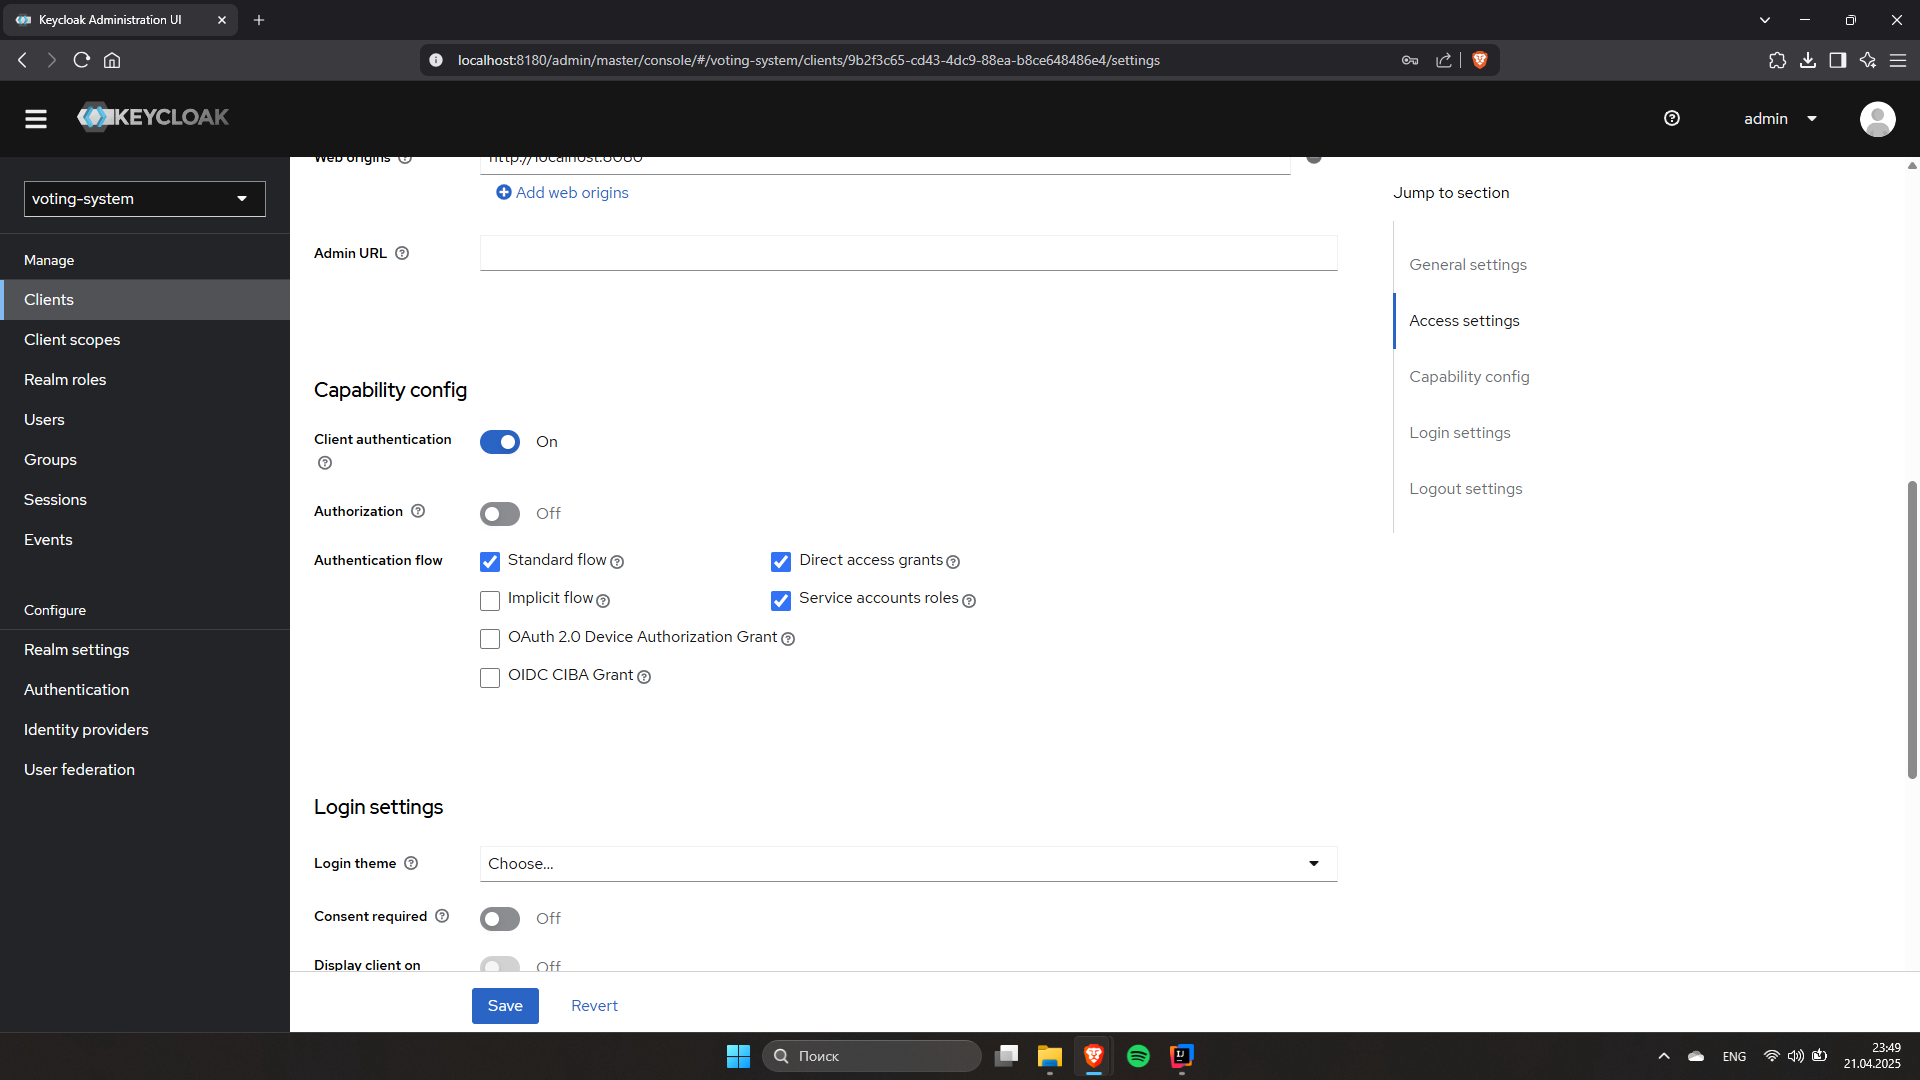 Keycloak Administration UI
localhost:8180/admin/master/console/#/voting-system/clients/9b2f3c65-cd43-4dc9-88ea-b8ce648486e4/settings
KEYCLOAK
admin
voting-system
Manage
Clients
Client scopes
Realm roles
Users
Groups
Sessions
Events
Configure
Realm settings
Authentication
Identity providers
User federation
Web origins
http://localhost:8080
Add web origins
Admin URL
Capability config
Client authentication
On
Authorization
Off
Authentication flow
Standard flow
Direct access grants
Implicit flow
Service accounts roles
OAuth 2.0 Device Authorization Grant
OIDC CIBA Grant
Login settings
Login theme
Choose...
Consent required
Off
Display client on
Off
Save
Revert
Jump to section
General settings
Access settings
Capability config
Login settings
Logout settings
Поиск
ENG
23:49
21.04.2025